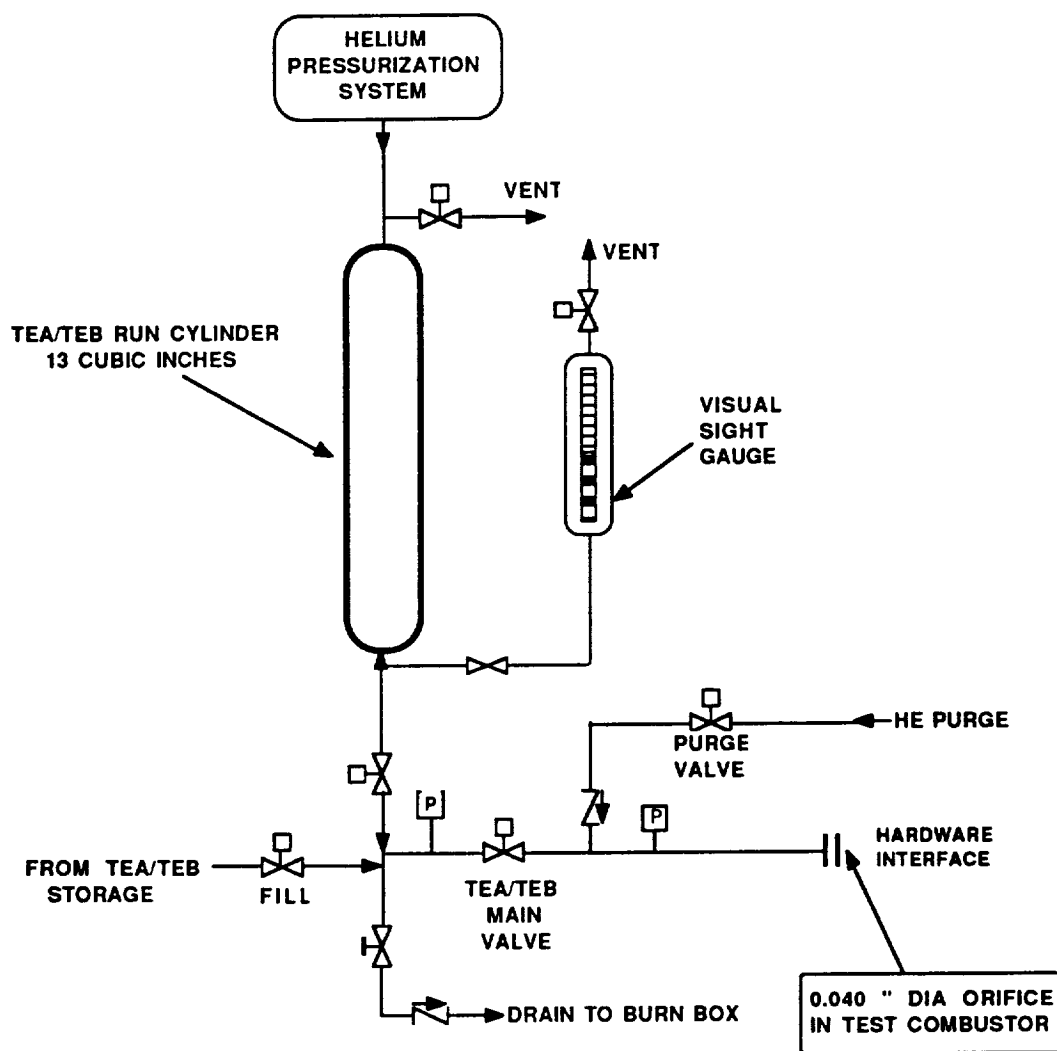 HELIUM
PRESSURIZATION
SYSTEM
VENT
VENT
TEA/TEB RUN CYLINDER
13 CUBIC INCHES
VISUAL
SIGHT
GAUGE
HE PURGE
PURGE
VALVE
P
P
HARDWARE
INTERFACE
FROM TEA/TEB
STORAGE
FILL
TEA/TEB
MAIN
VALVE
DRAIN TO BURN BOX
0.040 " DIA ORIFICE
IN TEST COMBUSTOR